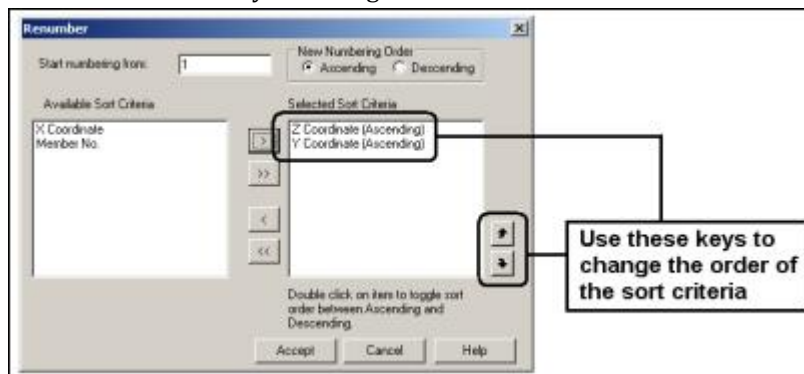 Renumber
Start numbering from: 1
New Numbering Order
Ascending Descending
Available Sort Criteria
X Coordinate
Member No.
>
>>
<
<<
Selected Sort Criteria
Z Coordinate (Ascending)
Y Coordinate (Ascending)
Double click on item to toggle sort
order between Ascending and
Descending.
Accept Cancel Help
Use these keys to
change the order of
the sort criteria